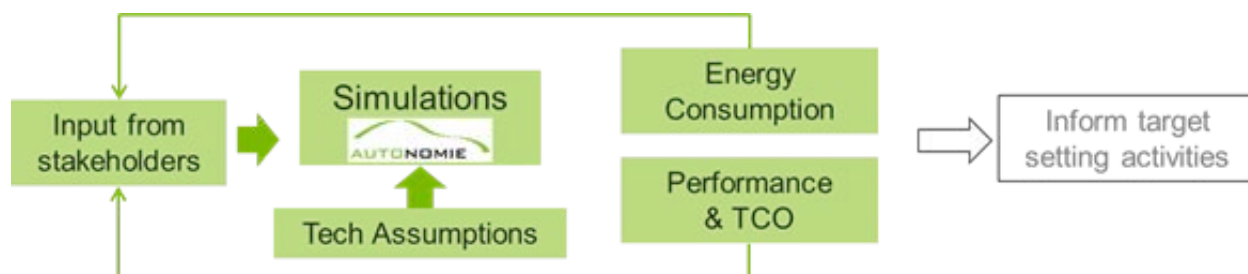 Input from
stakeholders
Simulations
AUTONOMIE
Tech Assumptions
Energy
Consumption
Performance
& TCO
Inform target
setting activities